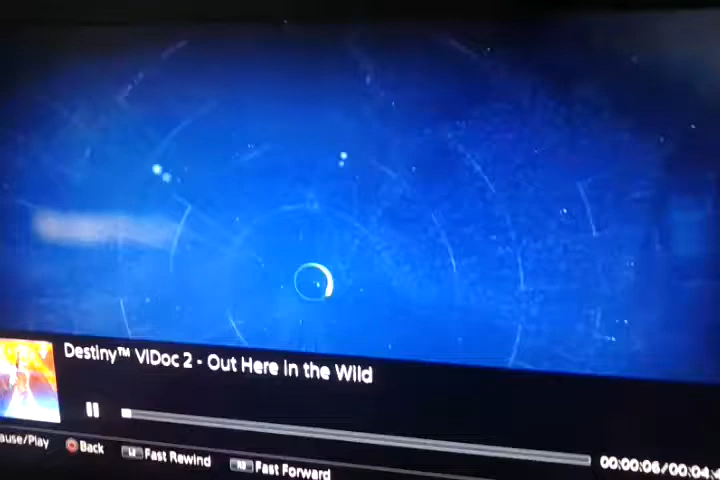 Destiny™ ViDoc 2 - Out Here in the Wild
00:00:06/00:04:
ause/Play Back Fast Rewind Fast Forward